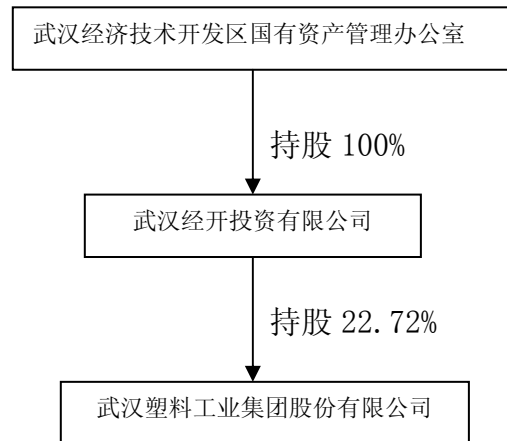 武汉经济技术开发区国有资产管理办公室
持股 100%
武汉经开投资有限公司
持股 22.72%
武汉塑料工业集团股份有限公司